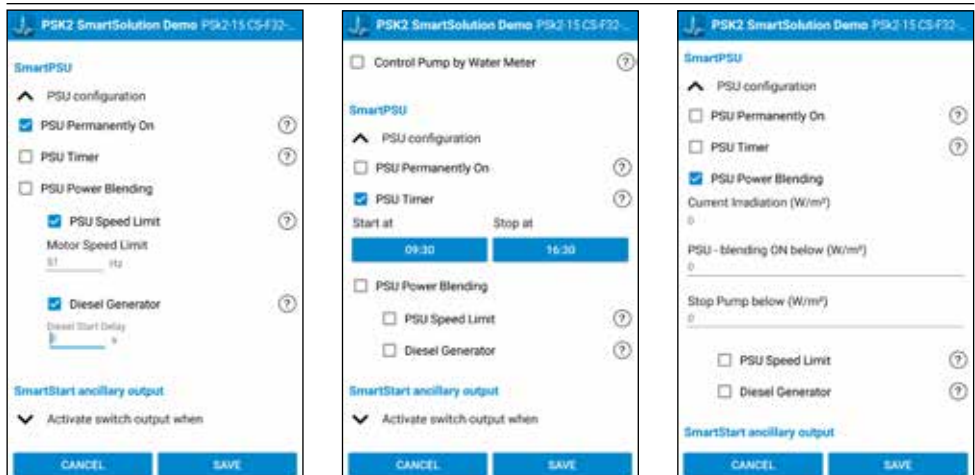 PSK2 SmartSolution Demo PSk2-15 CS-F32-...
SmartPSU
PSU configuration
PSU Permanently On
PSU Timer
PSU Power Blending
PSU Speed Limit
Motor Speed Limit
51 Hz
Diesel Generator
Diesel Start Delay
s
SmartStart ancillary output
Activate switch output when
CANCEL SAVE
PSK2 SmartSolution Demo PSk2-15 CS-F32-...
Control Pump by Water Meter
SmartPSU
PSU configuration
PSU Permanently On
PSU Timer
Start at Stop at
09:30 16:30
PSU Power Blending
PSU Speed Limit
Diesel Generator
SmartStart ancillary output
Activate switch output when
CANCEL SAVE
PSK2 SmartSolution Demo PSk2-15 CS-F32-...
SmartPSU
PSU configuration
PSU Permanently On
PSU Timer
PSU Power Blending
Current Irradiation (W/m²)
0
PSU - blending ON below (W/m²)
0
Stop Pump below (W/m²)
0
PSU Speed Limit
Diesel Generator
SmartStart ancillary output
CANCEL SAVE